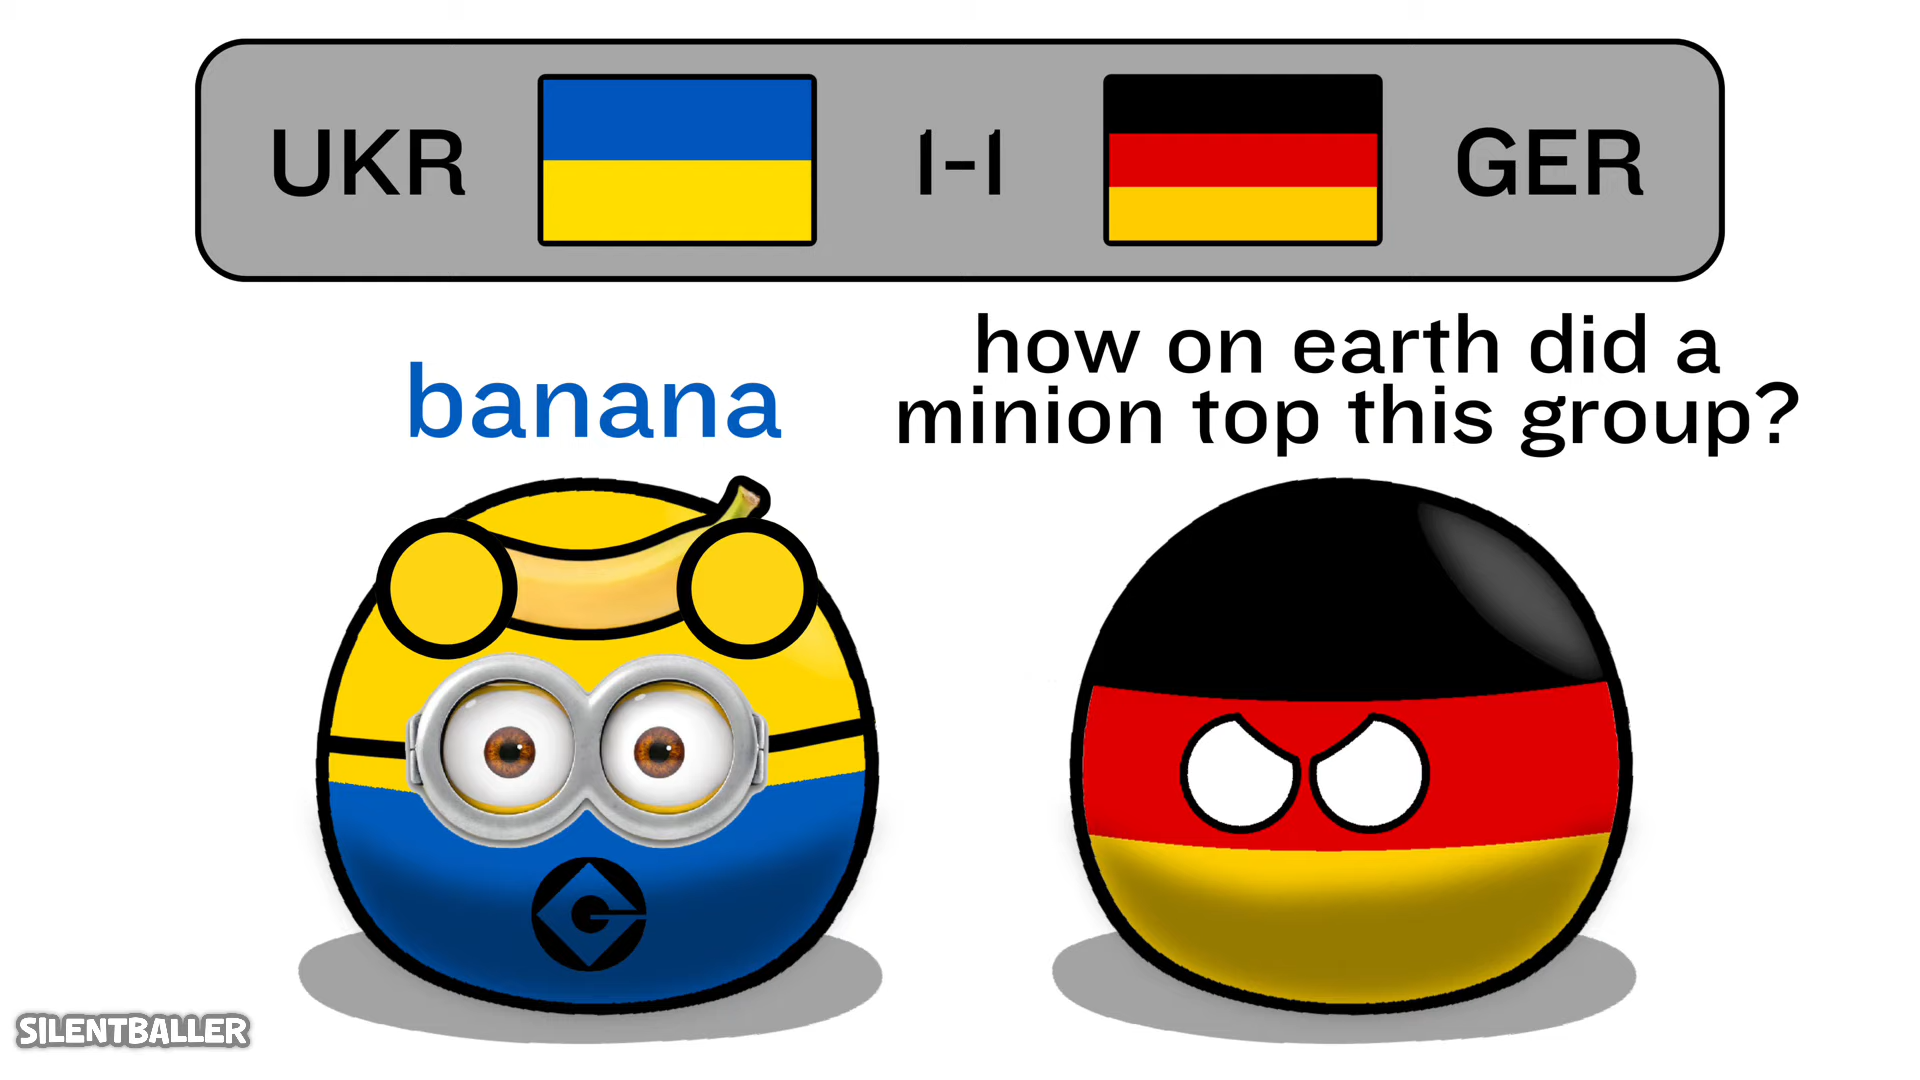 UKR 1-1 GER
how on earth did a
minion top this group?
banana
SILENTBALLER